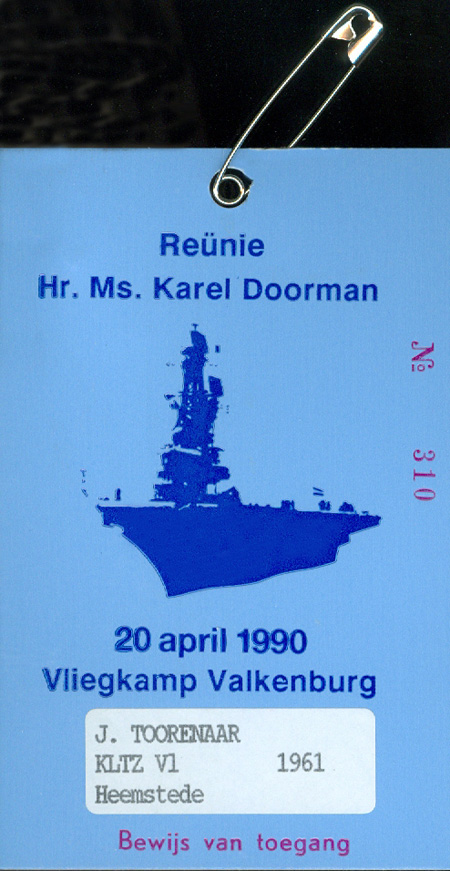 Reünie
Hr. Ms. Karel Doorman
№ 310
20 april 1990
Vliegkamp Valkenburg
J. TOORENAAR
KLTZ Vl 1961
Heemstede
Bewijs van toegang